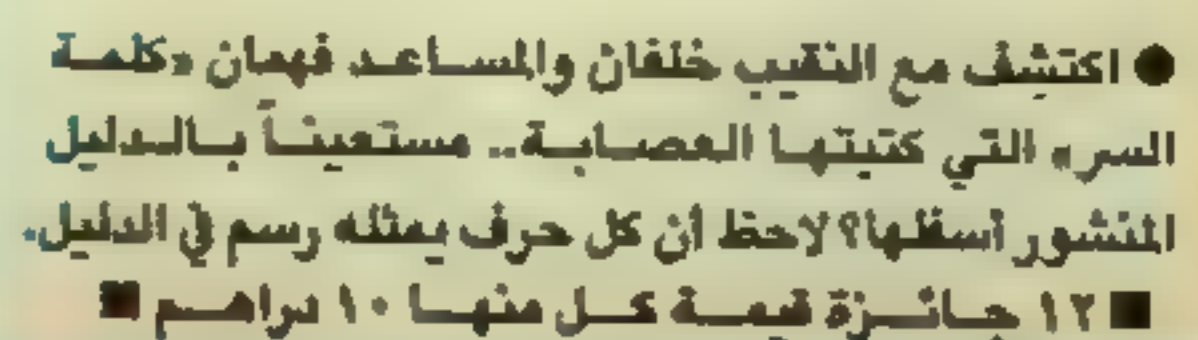 ● اكتشف مع النقيب خلفان والمساعد فهمان «كلمة
السر» التي كتبتها العصابة.. مستعيناً بالدليل
المنشور أسفلها؟ لاحظ أن كل حرف يمثله رسم في الدليل.
■ ١٢ جائزة قيمة كل منها ١٠ دراهم ■